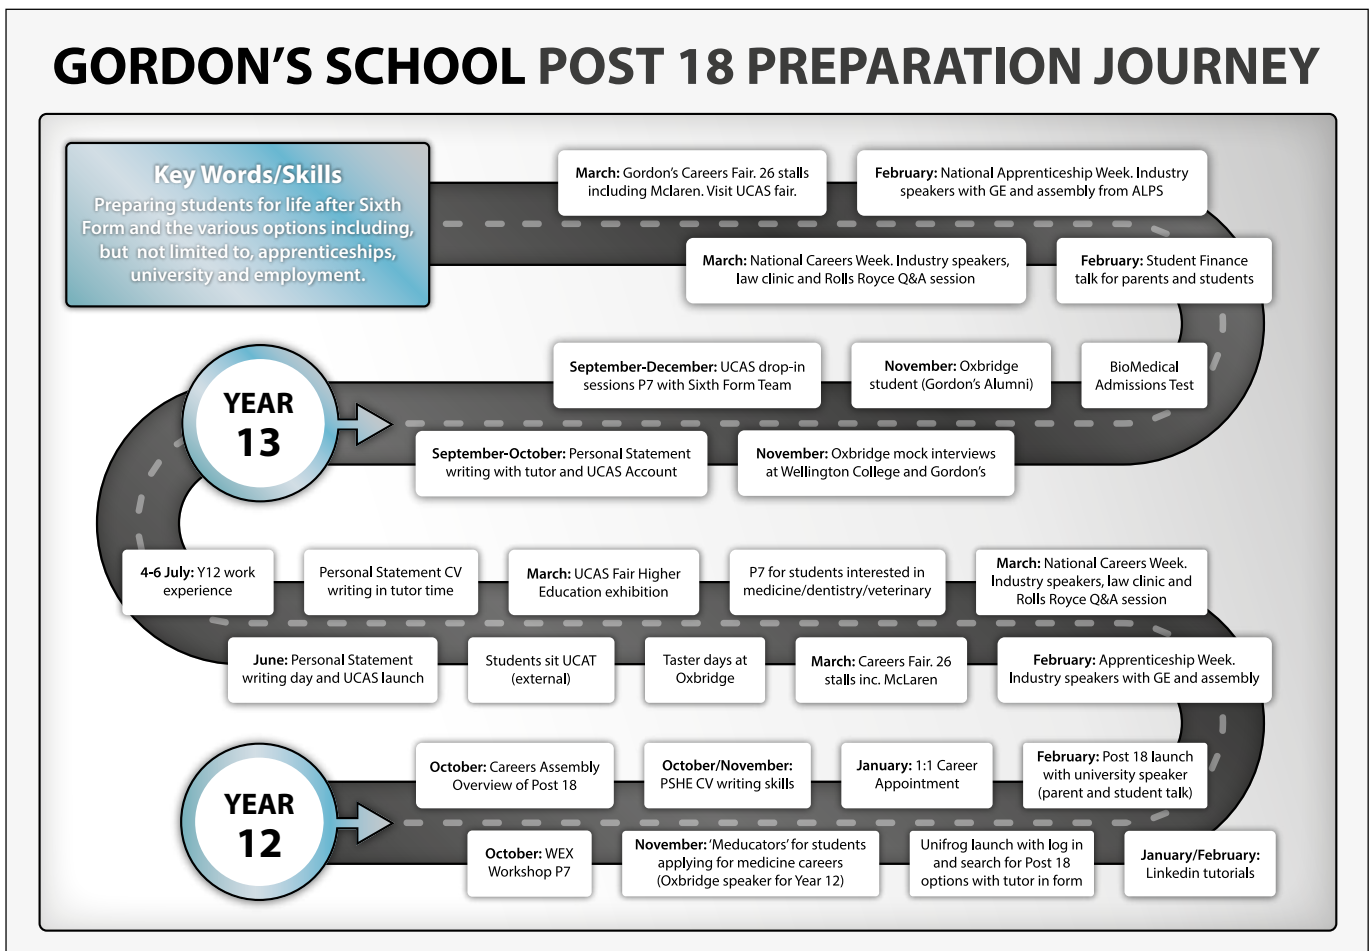 GORDON'S SCHOOL POST 18 PREPARATION JOURNEY
Key Words/Skills
Preparing students for life after Sixth
Form and the various options including,
but not limited to, apprenticeships,
university and employment.
March: Gordon's Careers Fair. 26 stalls
including Mclaren. Visit UCAS fair.
February: National Apprenticeship Week. Industry
speakers with GE and assembly from ALPS
March: National Careers Week. Industry speakers,
law clinic and Rolls Royce Q&A session
February: Student Finance
talk for parents and students
YEAR
13
September-December: UCAS drop-in
sessions P7 with Sixth Form Team
November: Oxbridge
student (Gordon's Alumni)
BioMedical
Admissions Test
September-October: Personal Statement
writing with tutor and UCAS Account
November: Oxbridge mock interviews
at Wellington College and Gordon's
4-6 July: Y12 work
experience
Personal Statement CV
writing in tutor time
March: UCAS Fair Higher
Education exhibition
P7 for students interested in
medicine/dentistry/veterinary
March: National Careers Week.
Industry speakers, law clinic and
Rolls Royce Q&A session
June: Personal Statement
writing day and UCAS launch
Students sit UCAT
(external)
Taster days at
Oxbridge
March: Careers Fair. 26
stalls inc. McLaren
February: Apprenticeship Week.
Industry speakers with GE and assembly
YEAR
12
October: Careers Assembly
Overview of Post 18
October/November:
PSHE CV writing skills
January: 1:1 Career
Appointment
February: Post 18 launch
with university speaker
(parent and student talk)
October: WEX
Workshop P7
November: 'Meducators' for students
applying for medicine careers
(Oxbridge speaker for Year 12)
Unifrog launch with log in
and search for Post 18
options with tutor in form
January/February:
Linkedin tutorials